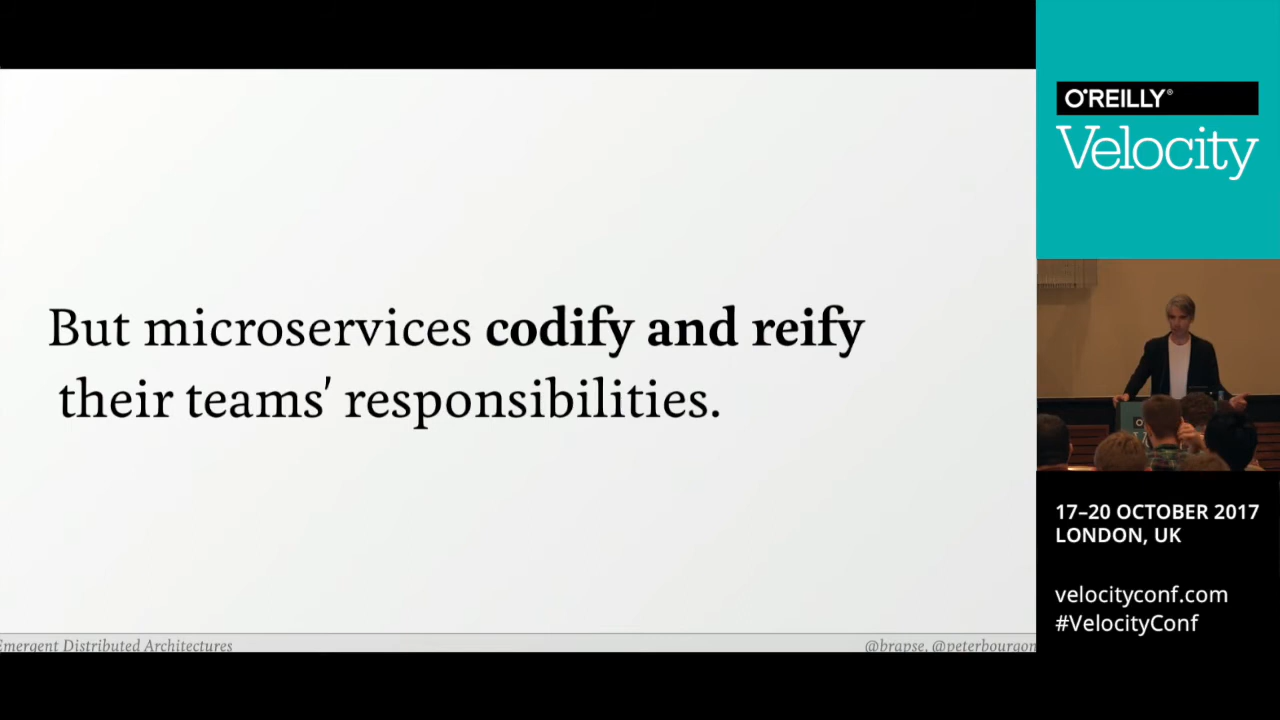 But microservices codify and reify
their teams' responsibilities.
Emergent Distributed Architectures
@brapse, @peterbourgon
O'REILLY®
Velocity
17–20 OCTOBER 2017
LONDON, UK
velocityconf.com
#VelocityConf